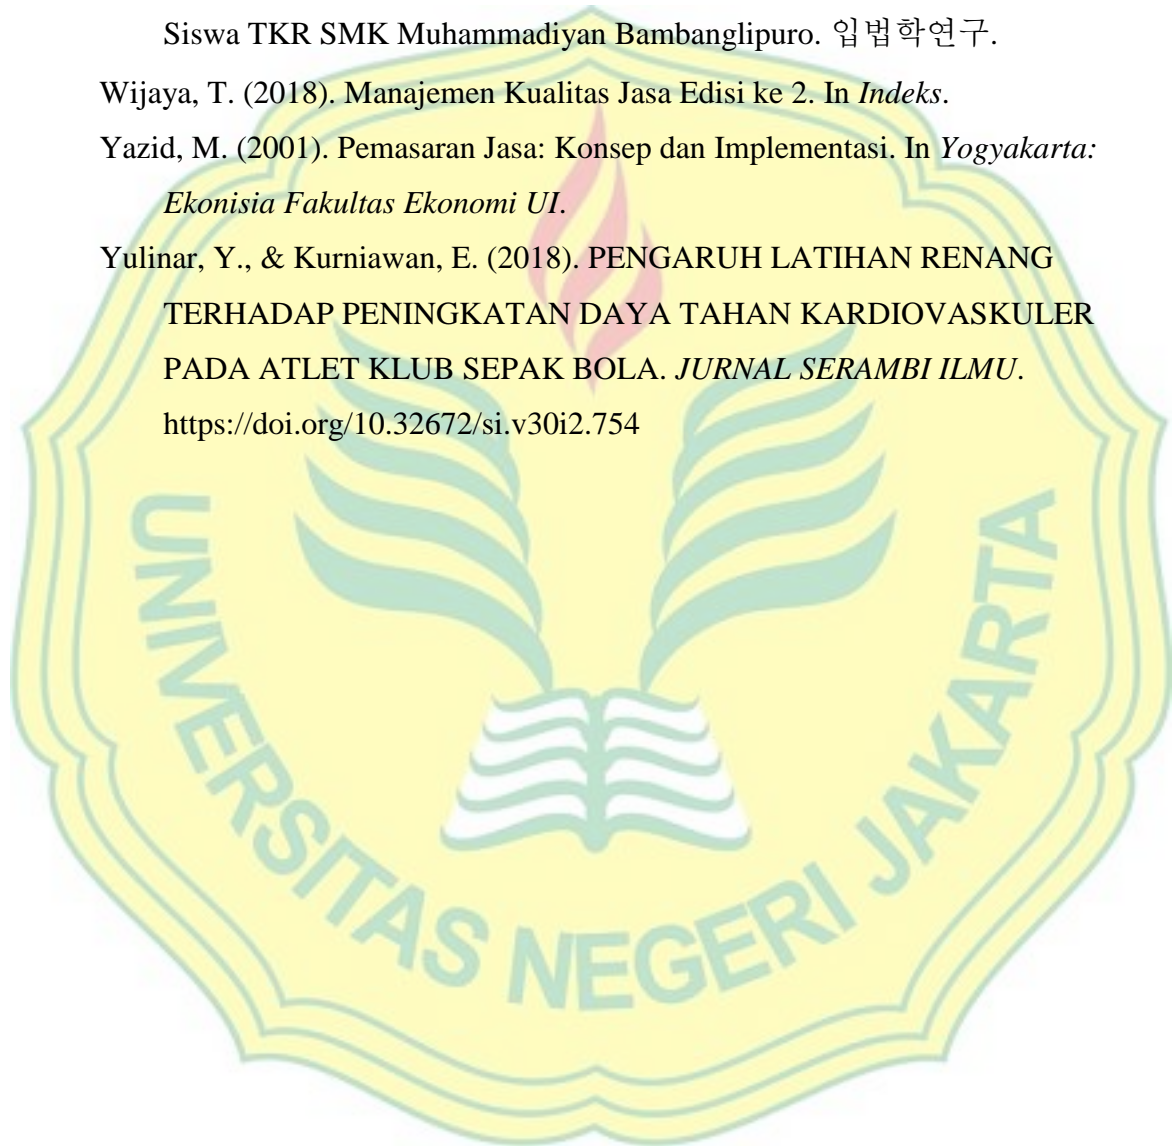 Siswa TKR SMK Muhammadiyan Bambanglipuro. 입법학연구.
Wijaya, T. (2018). Manajemen Kualitas Jasa Edisi ke 2. In Indeks.
Yazid, M. (2001). Pemasaran Jasa: Konsep dan Implementasi. In Yogyakarta:
Ekonisia Fakultas Ekonomi UI.
Yulinar, Y., & Kurniawan, E. (2018). PENGARUH LATIHAN RENANG
TERHADAP PENINGKATAN DAYA TAHAN KARDIOVASKULER
PADA ATLET KLUB SEPAK BOLA. JURNAL SERAMBI ILMU.
https://doi.org/10.32672/si.v30i2.754
UNIVERSITAS NEGERI JAKARTA